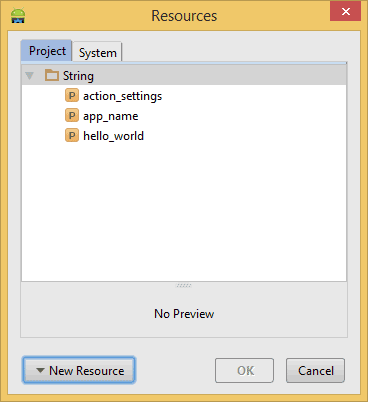 Resources
Project System
String
P action_settings
P app_name
P hello_world
No Preview
New Resource OK Cancel